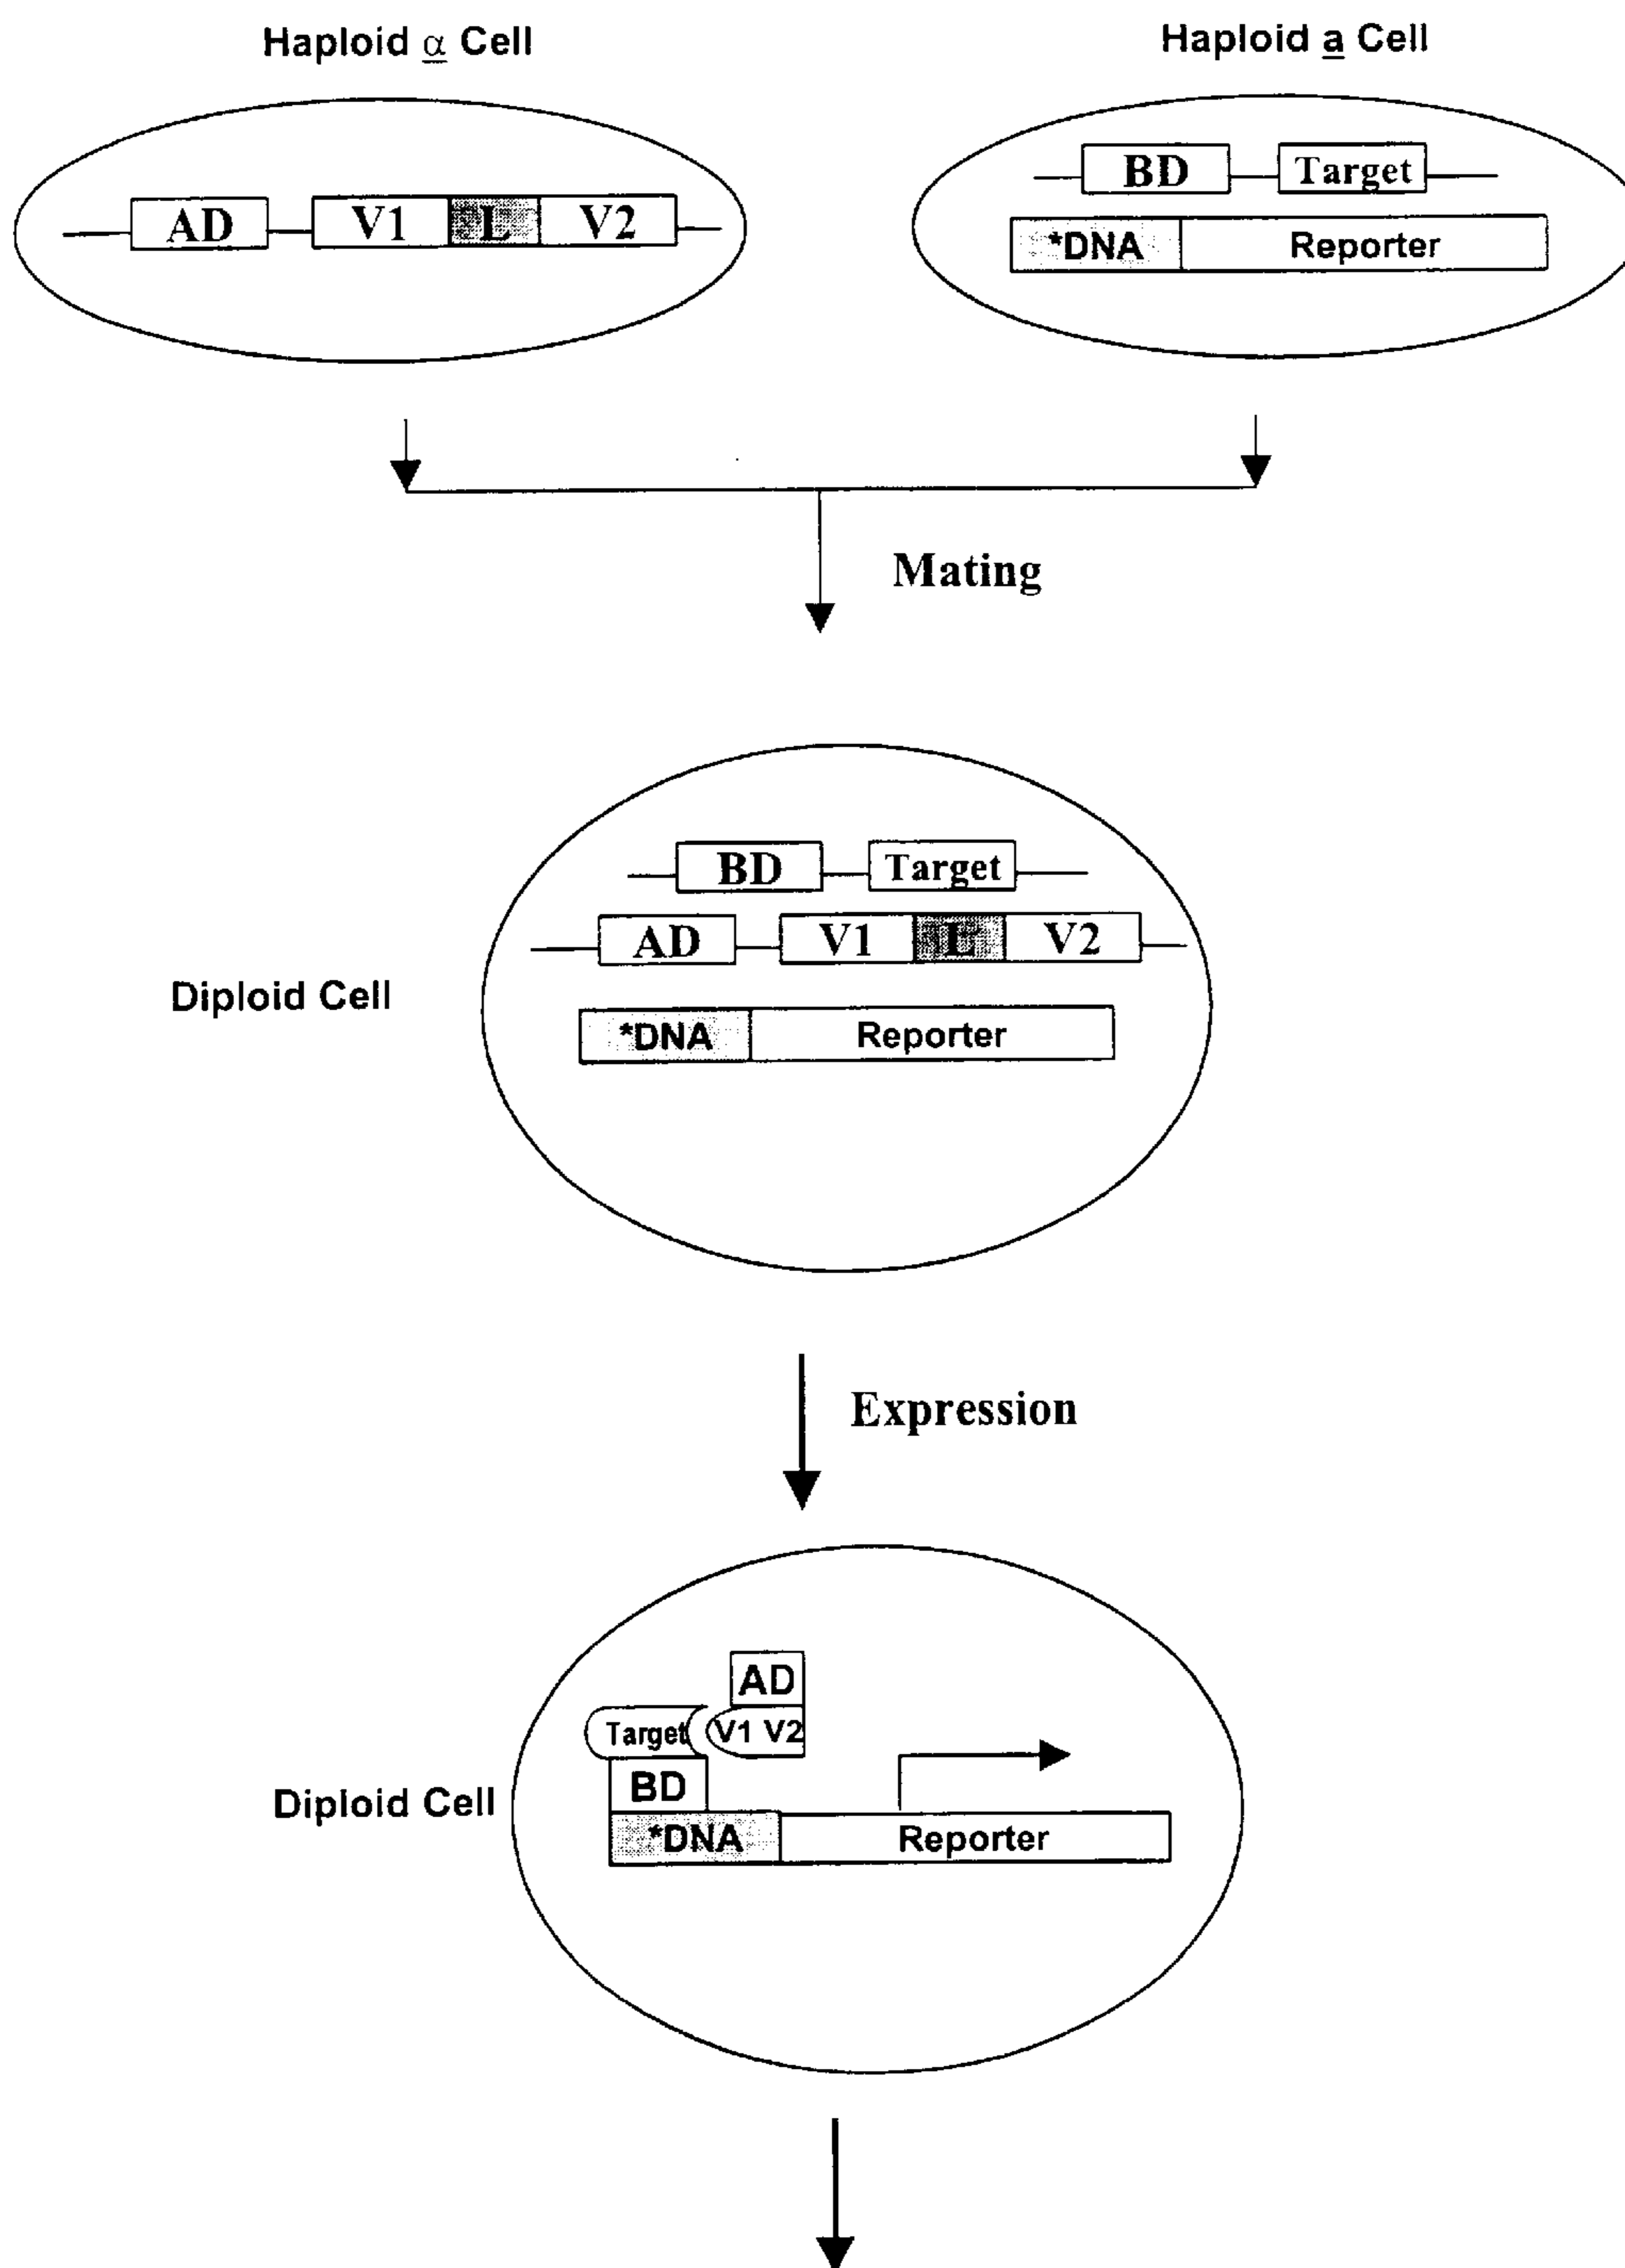 Haploid α Cell
Haploid a Cell
AD V1 L V2
BD Target
*DNA Reporter
Mating
BD Target
AD V1 L V2
Diploid Cell
*DNA Reporter
Expression
AD
Target V1 V2
BD
Diploid Cell
*DNA Reporter